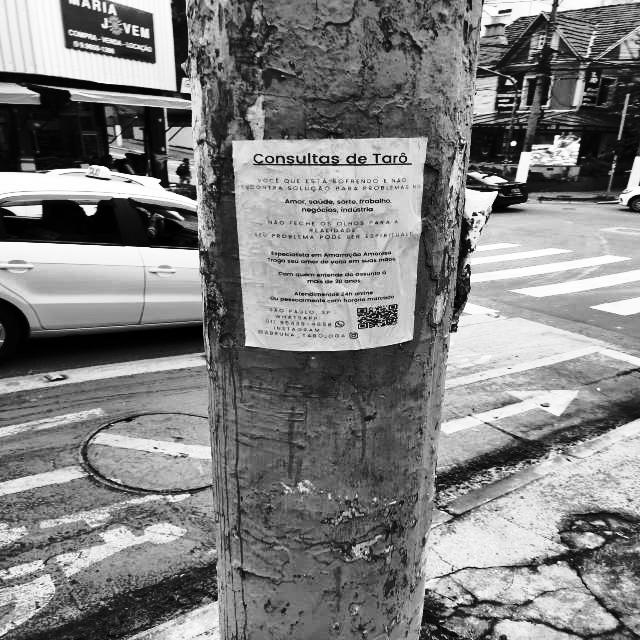 MARIA
JOVEM
Consultas de Tarô
VOCÊ QUE ESTÁ SOFRENDO E NÃO
ENCONTRA SOLUÇÃO PARA PROBLEMAS NO
Amor, saúde, sorte, trabalho,
negócios, indústria
NÃO FECHE OS OLHOS PARA A
REALIDADE
SEU PROBLEMA PODE SER ESPIRITUAL
Especialista em Amarração Amorosa
Trago seu amor de volta em suas mãos
Com quem entende do assunto á
mais de 20 anos
Atendimento 24h online
Ou pessoalmente com horário marcado
SÃO PAULO, SP
WHATSAPP:
INSTAGRAM